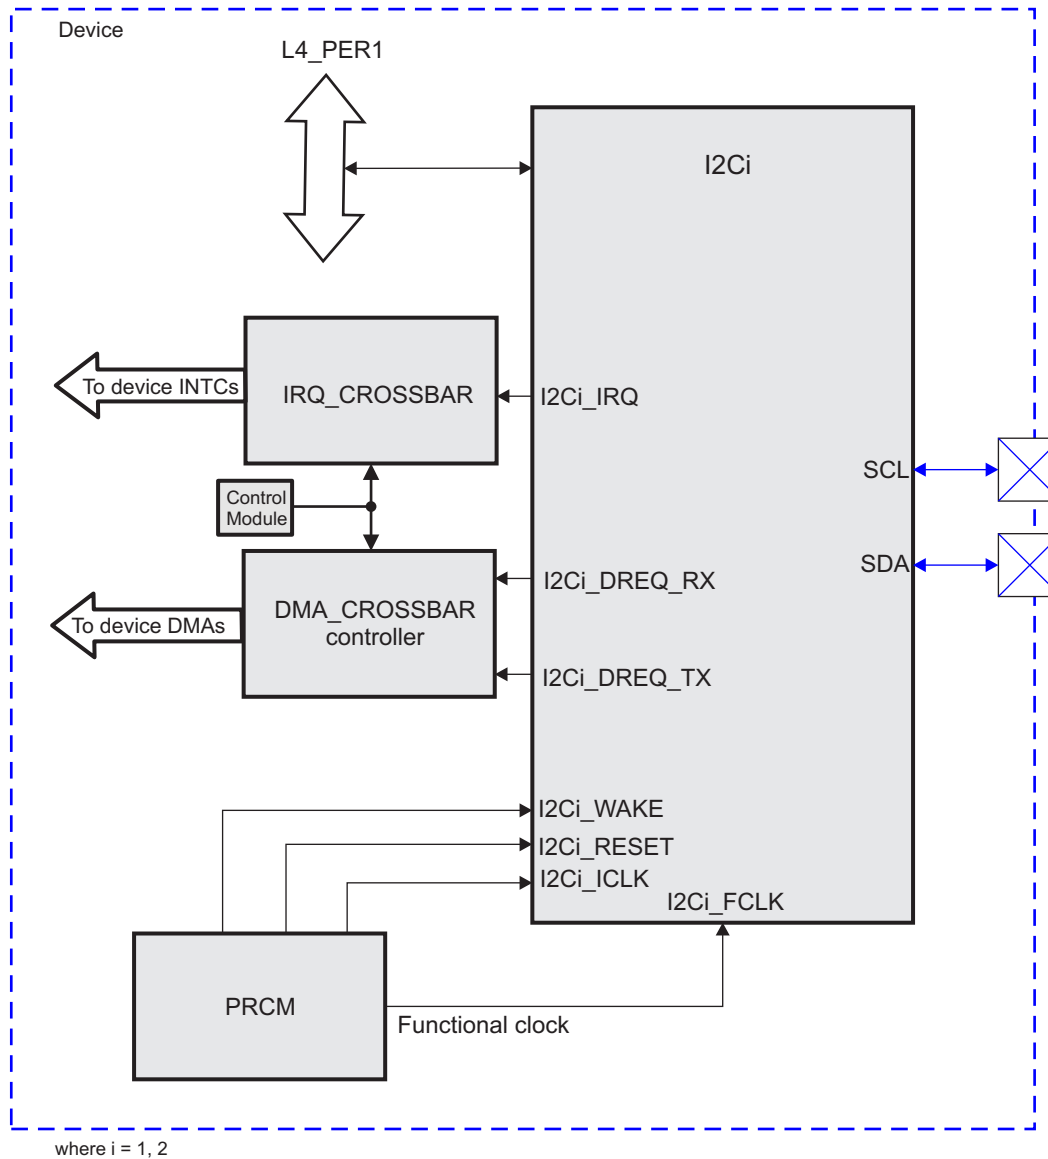 Device
L4_PER1
I2Ci
To device INTCs
IRQ_CROSSBAR
I2Ci_IRQ
SCL
Control
Module
SDA
I2Ci_DREQ_RX
DMA_CROSSBAR
controller
To device DMAs
I2Ci_DREQ_TX
I2Ci_WAKE
I2Ci_RESET
I2Ci_ICLK
I2Ci_FCLK
PRCM
Functional clock
where i = 1, 2